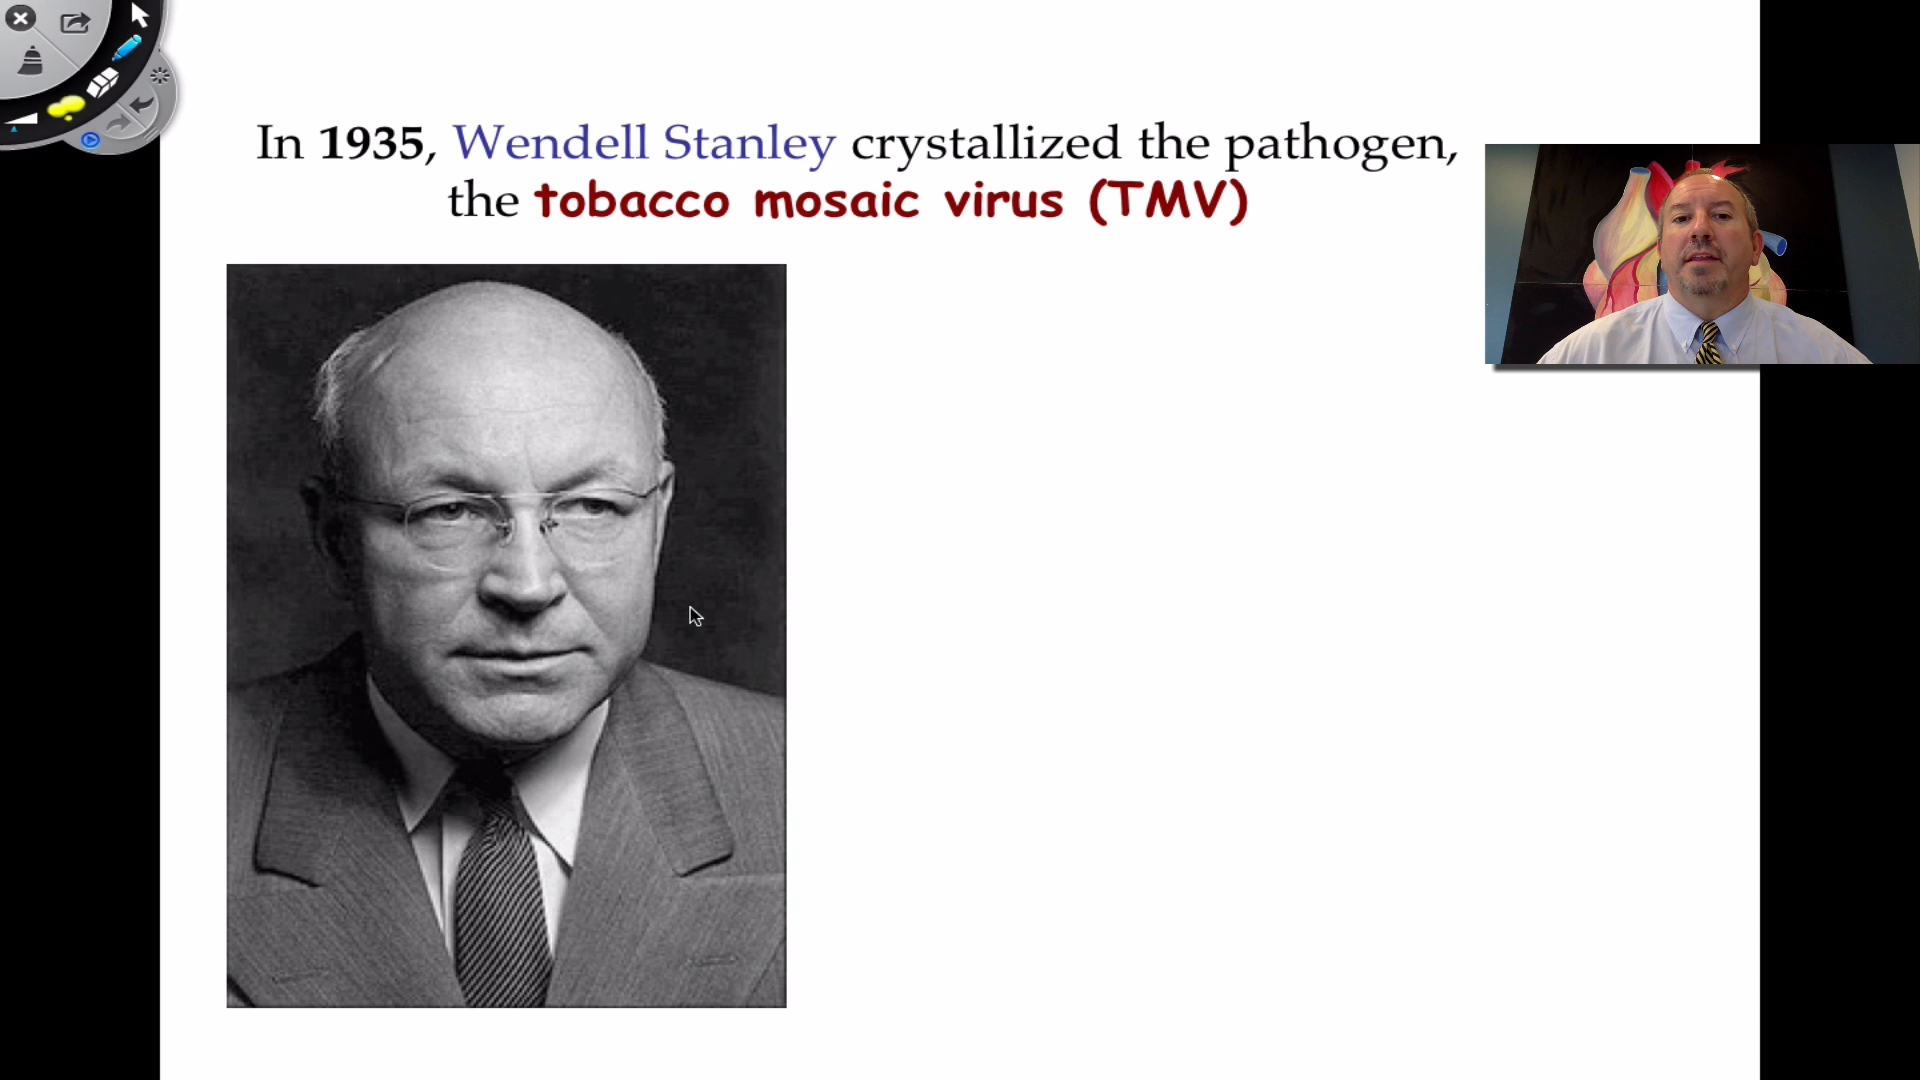 In 1935, Wendell Stanley crystallized the pathogen,
the tobacco mosaic virus (TMV)